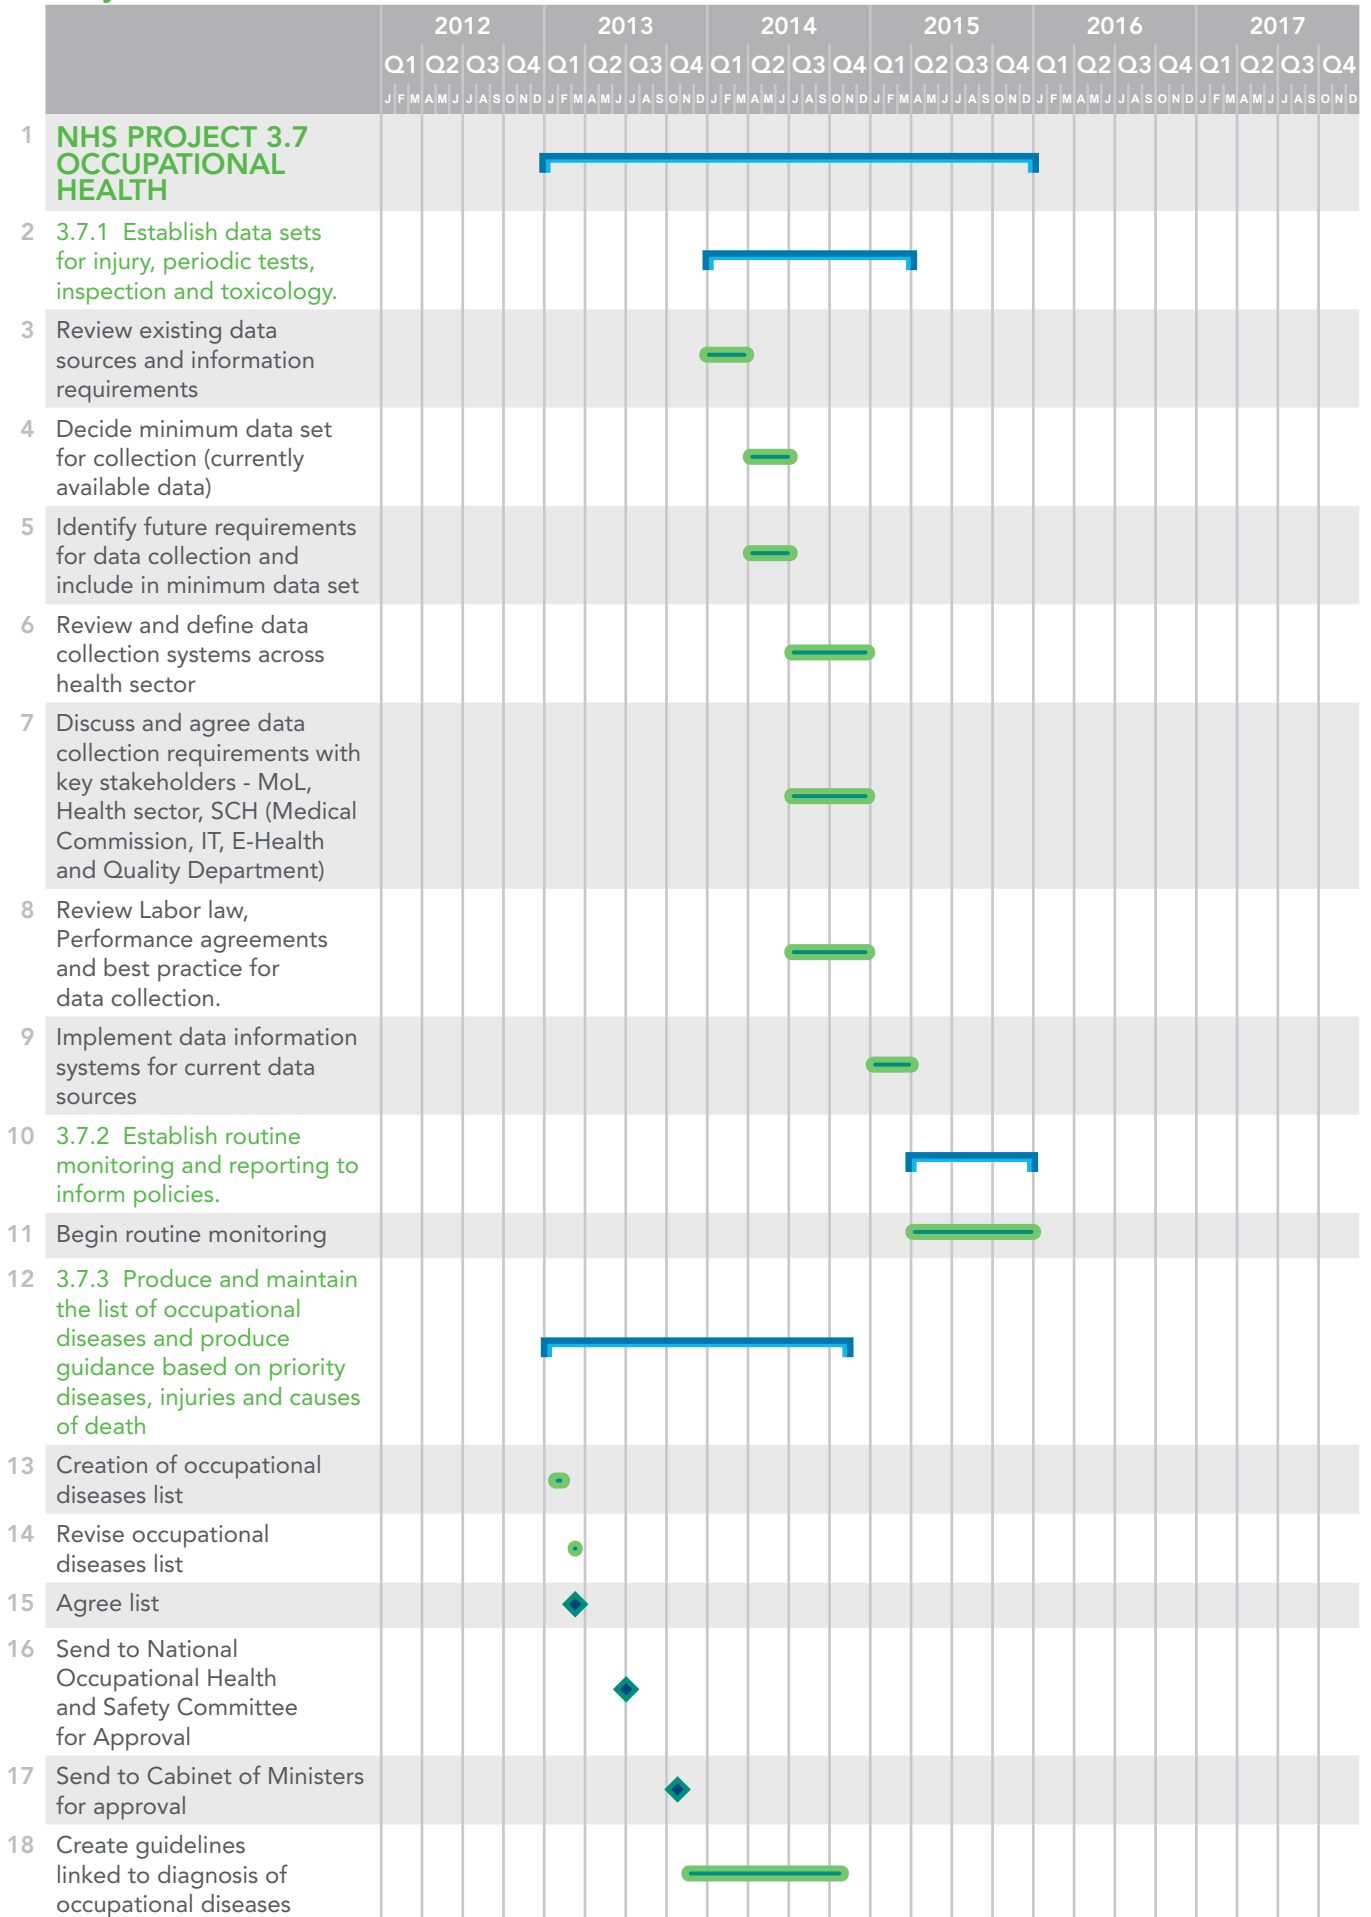 2012 2013 2014 2015 2016 2017
Q1 Q2 Q3 Q4 Q1 Q2 Q3 Q4 Q1 Q2 Q3 Q4 Q1 Q2 Q3 Q4 Q1 Q2 Q3 Q4 Q1 Q2 Q3 Q4
J F M A M J J A S O N D J F M A M J J A S O N D J F M A M J J A S O N D J F M A M J J A S O N D J F M A M J J A S O N D J F M A M J J A S O N D
1 NHS PROJECT 3.7
OCCUPATIONAL
HEALTH
2 3.7.1 Establish data sets
for injury, periodic tests,
inspection and toxicology.
3 Review existing data
sources and information
requirements
4 Decide minimum data set
for collection (currently
available data)
5 Identify future requirements
for data collection and
include in minimum data set
6 Review and define data
collection systems across
health sector
7 Discuss and agree data
collection requirements with
key stakeholders - MoL,
Health sector, SCH (Medical
Commission, IT, E-Health
and Quality Department)
8 Review Labor law,
Performance agreements
and best practice for
data collection.
9 Implement data information
systems for current data
sources
10 3.7.2 Establish routine
monitoring and reporting to
inform policies.
11 Begin routine monitoring
12 3.7.3 Produce and maintain
the list of occupational
diseases and produce
guidance based on priority
diseases, injuries and causes
of death
13 Creation of occupational
diseases list
14 Revise occupational
diseases list
15 Agree list
16 Send to National
Occupational Health
and Safety Committee
for Approval
17 Send to Cabinet of Ministers
for approval
18 Create guidelines
linked to diagnosis of
occupational diseases